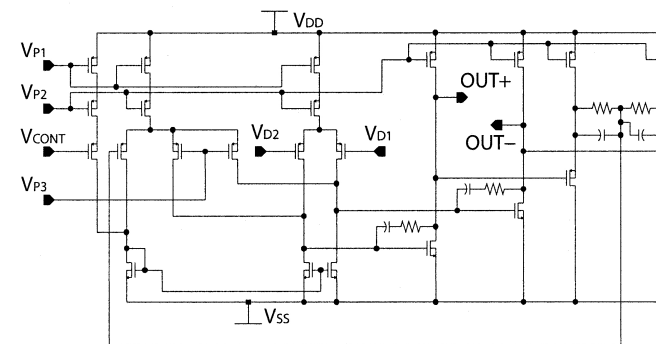 VDD
VP1
VP2
OUT+
VCONT
VD2
VD1
OUT−
VP3
VSS